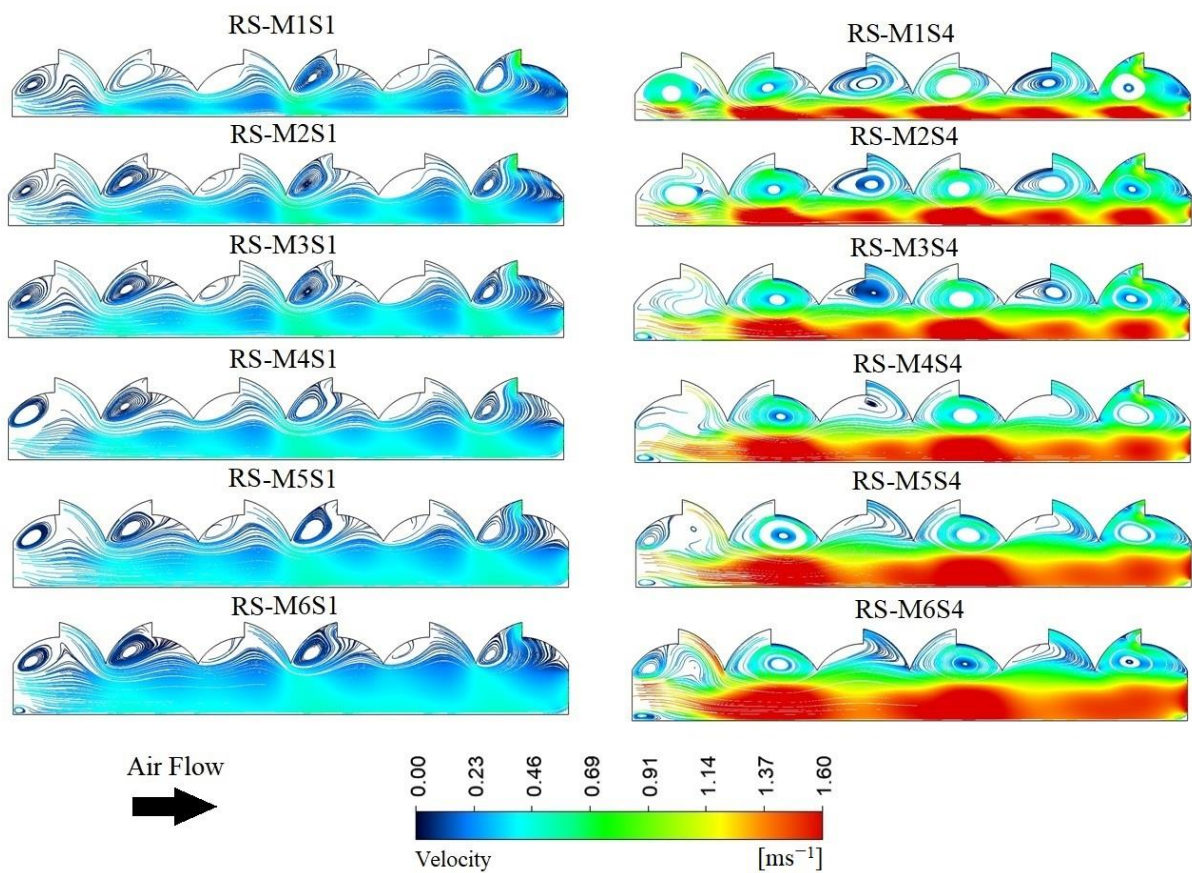 RS-M1S1
RS-M1S4
RS-M2S1
RS-M2S4
RS-M3S1
RS-M3S4
RS-M4S1
RS-M4S4
RS-M5S1
RS-M5S4
RS-M6S1
RS-M6S4
Air Flow
0.00 0.23 0.46 0.69 0.91 1.14 1.37 1.60
Velocity [ms⁻¹]